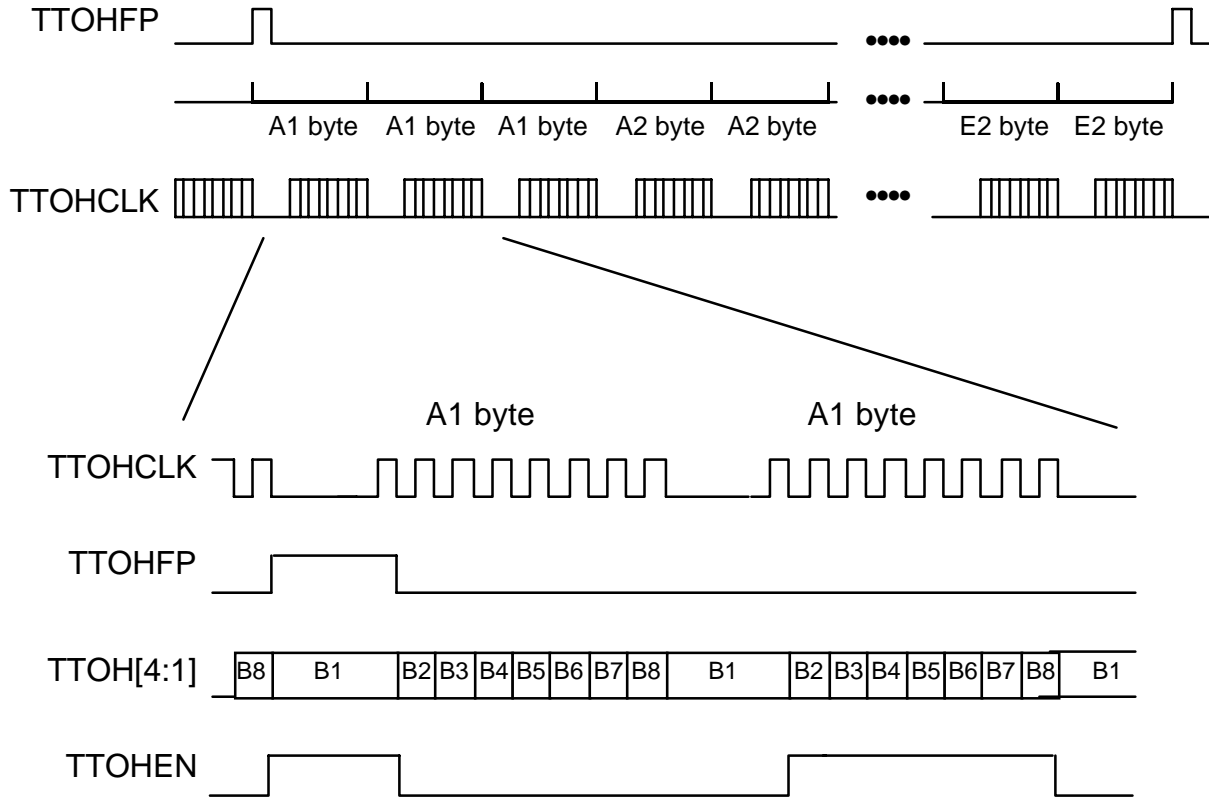 TTOHFP
A1 byte A1 byte A1 byte A2 byte A2 byte E2 byte E2 byte
TTOHCLK
A1 byte A1 byte
TTOHCLK
TTOHFP
TTOH[4:1] B8 B1 B2 B3 B4 B5 B6 B7 B8 B1 B2 B3 B4 B5 B6 B7 B8 B1
TTOHEN